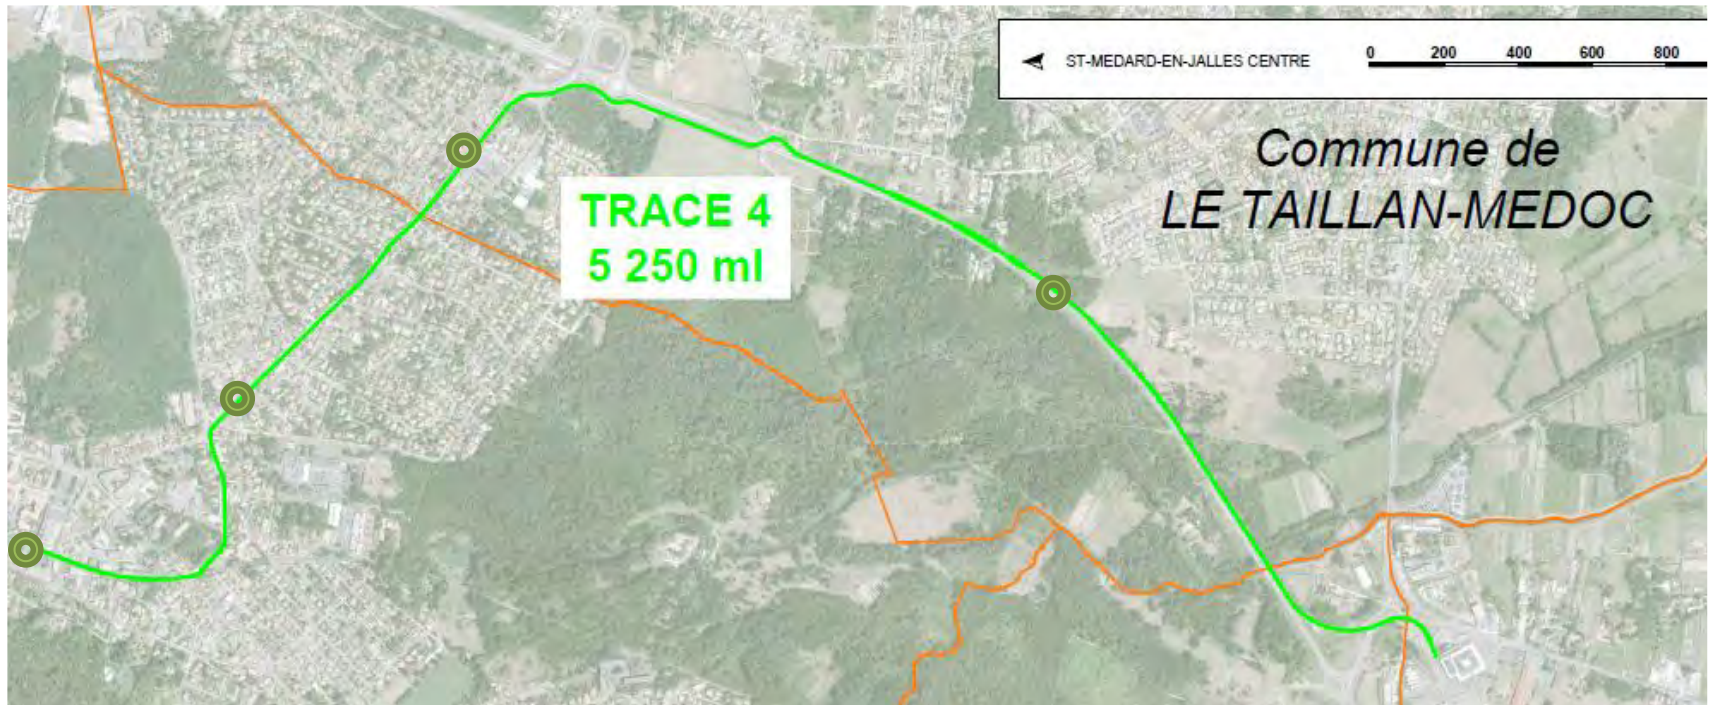 ST-MEDARD-EN-JALLES CENTRE
0 200 400 600 800
Commune de
LE TAILLAN-MEDOC
TRACE 4
5 250 ml